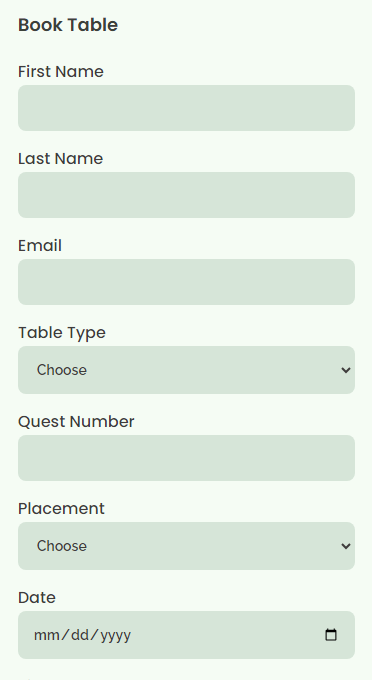 Book Table
First Name
Last Name
Email
Table Type
Choose
Quest Number
Placement
Choose
Date
mm/dd/yyyy